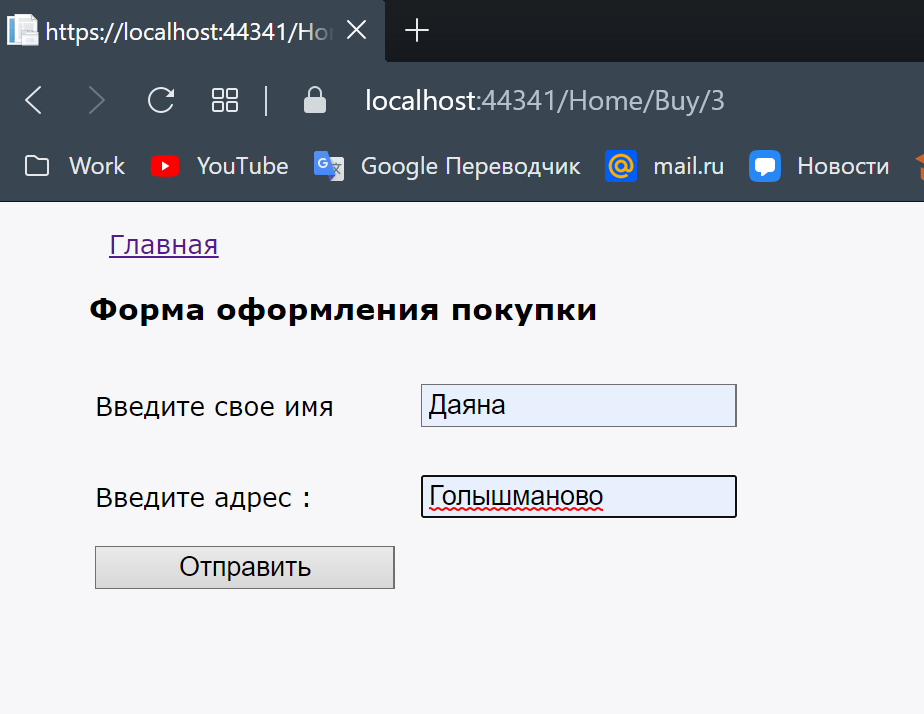 https://localhost:44341/Ho
localhost:44341/Home/Buy/3
Work YouTube Google Переводчик mail.ru Новости
Главная
Форма оформления покупки
Введите свое имя Даяна
Введите адрес : Голышманово
Отправить